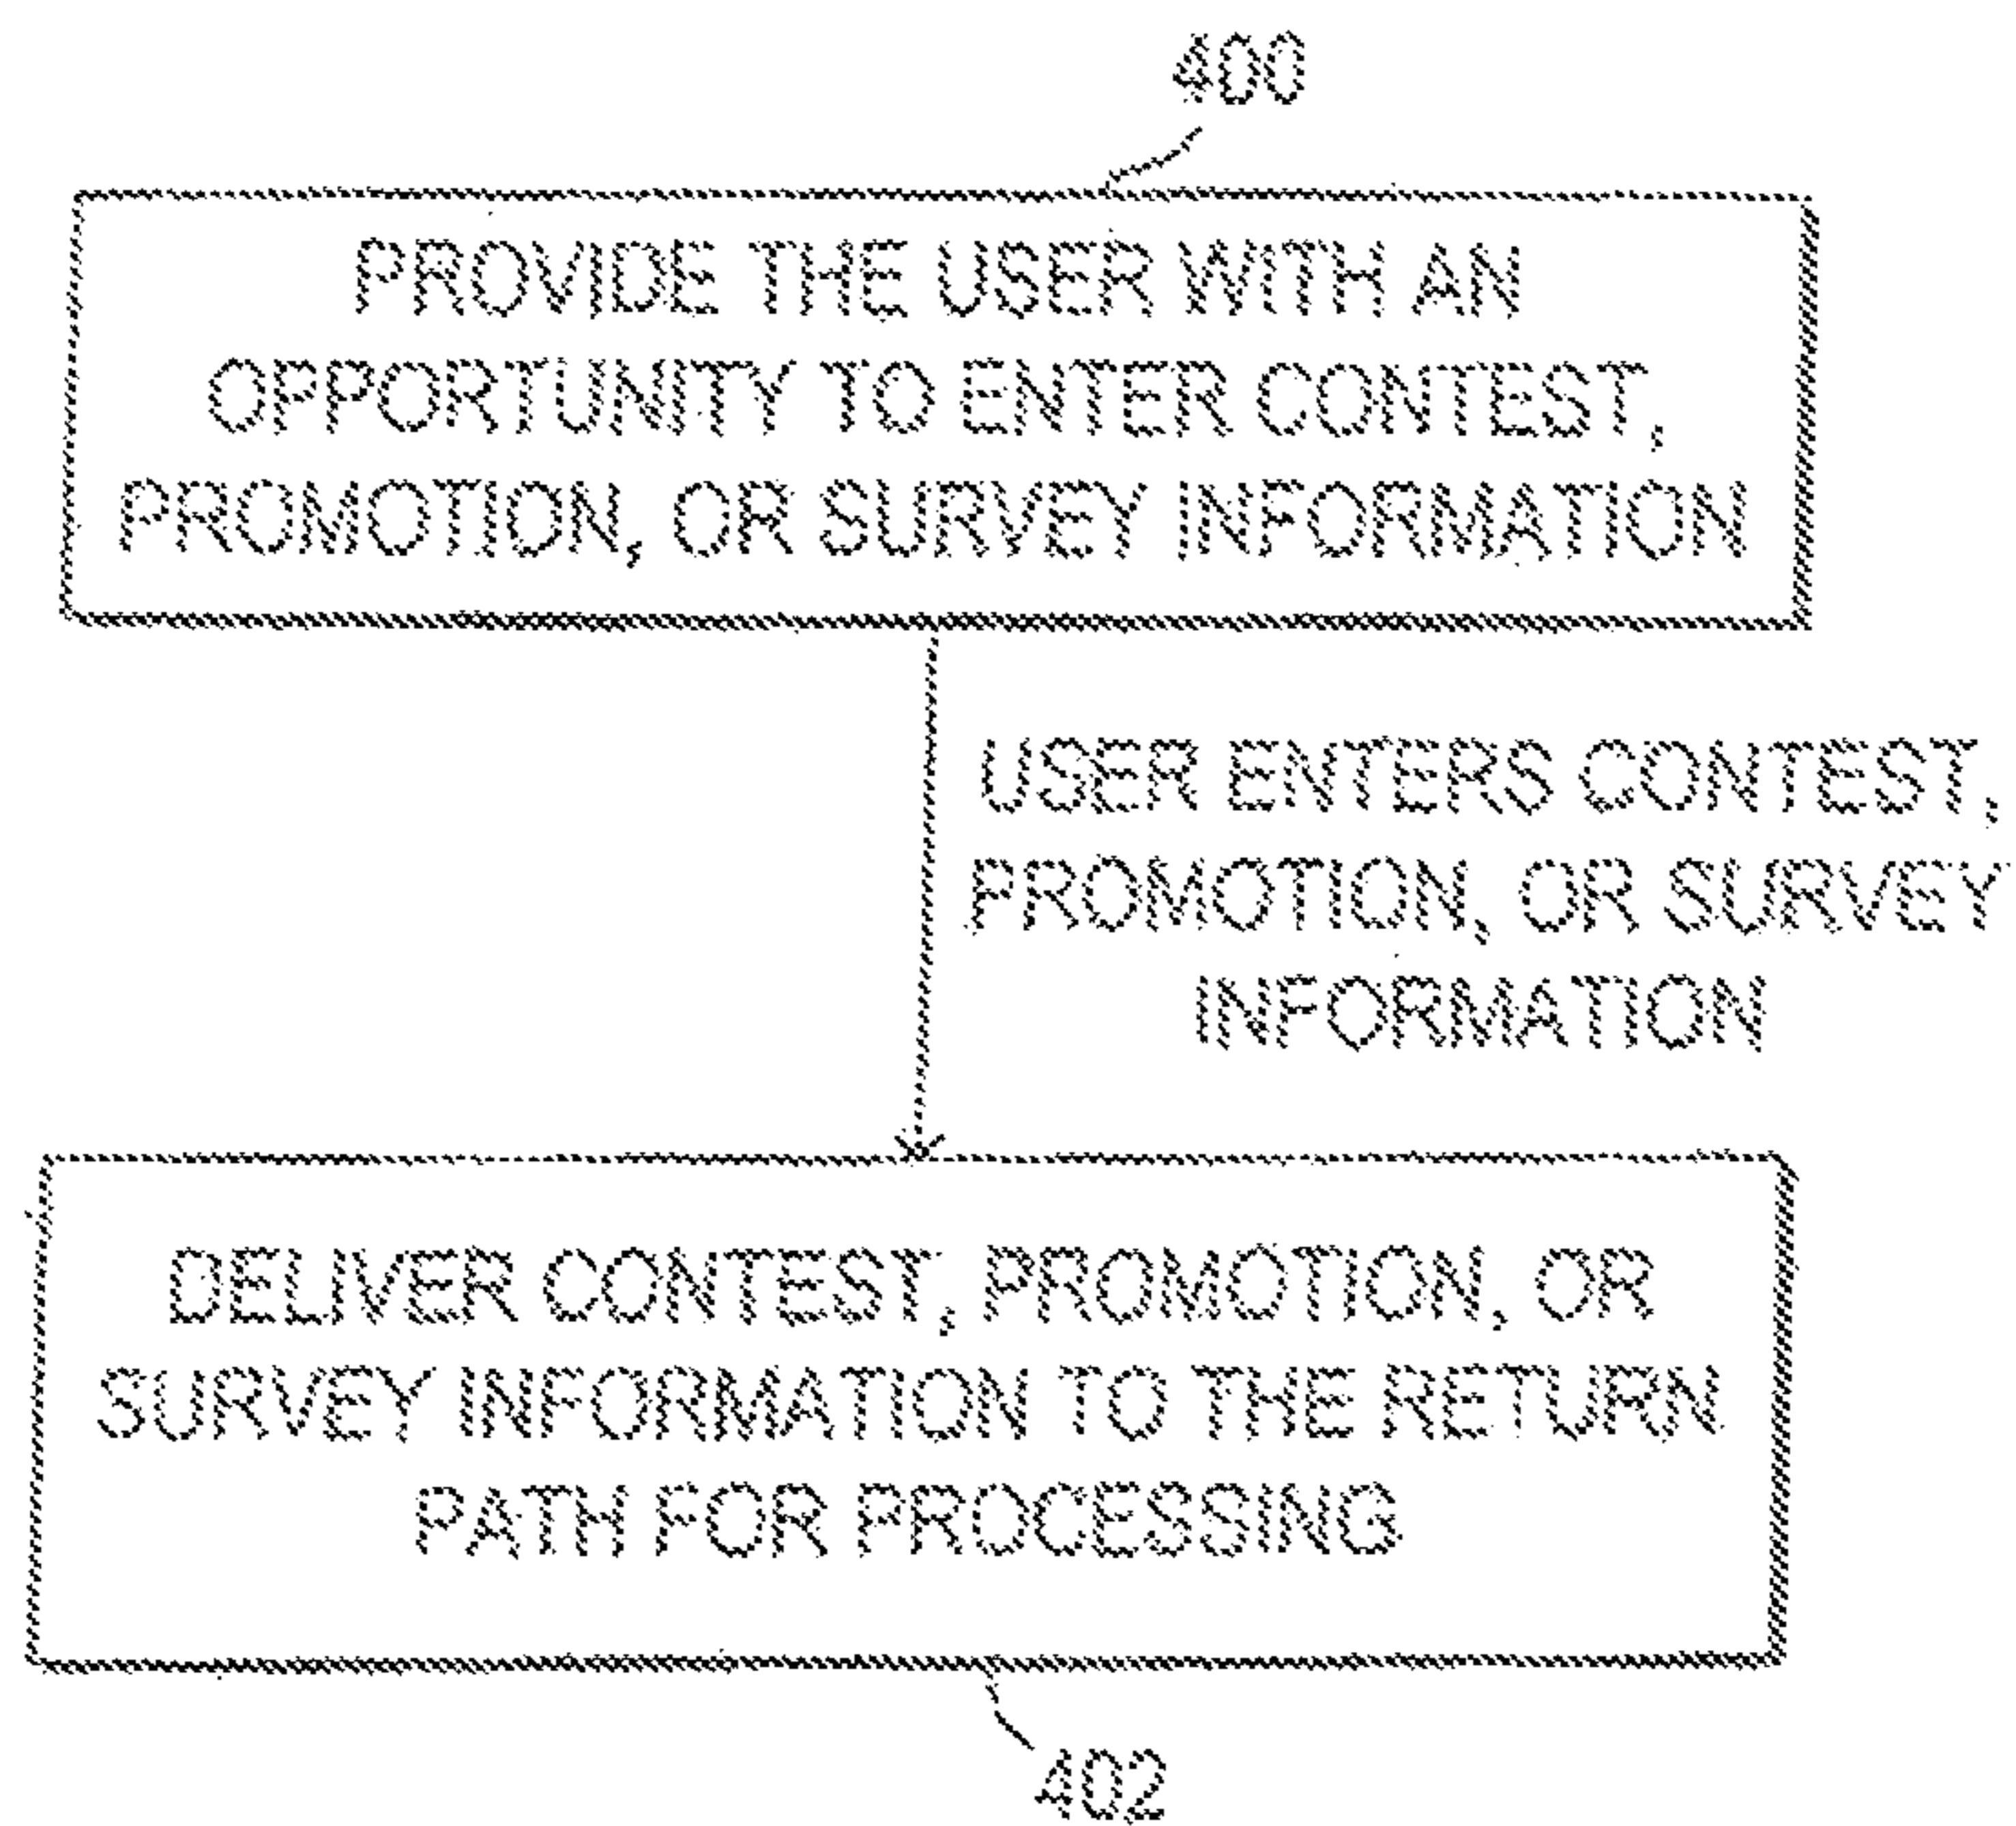 400
PROVIDE THE USER WITH AN
OPPORTUNITY TO ENTER CONTEST,
PROMOTION, OR SURVEY INFORMATION
USER ENTERS CONTEST,
PROMOTION, OR SURVEY
INFORMATION
DELIVER CONTEST, PROMOTION, OR
SURVEY INFORMATION TO THE RETURN
PATH FOR PROCESSING
402